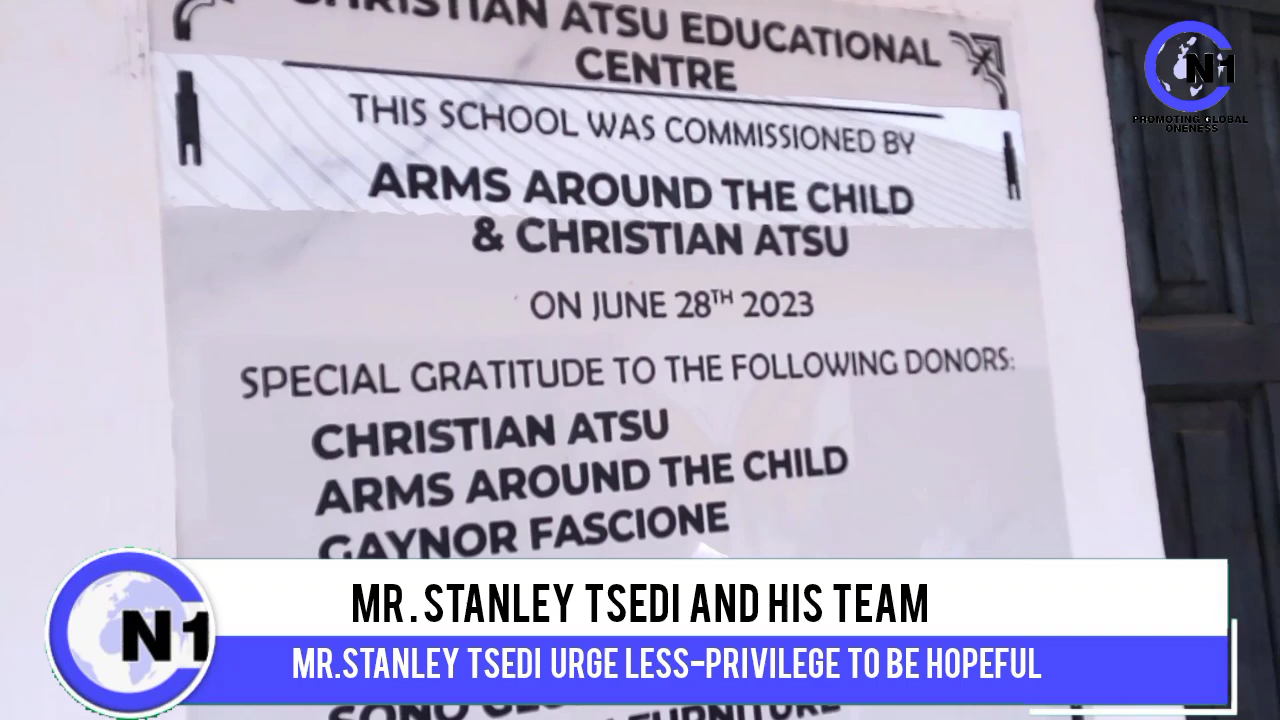 CHRISTIAN ATSU EDUCATIONAL
CENTRE
THIS SCHOOL WAS COMMISSIONED BY
ARMS AROUND THE CHILD
& CHRISTIAN ATSU
ON JUNE 28TH 2023
SPECIAL GRATITUDE TO THE FOLLOWING DONORS:
CHRISTIAN ATSU
ARMS AROUND THE CHILD
GAYNOR FASCIONE
FURNITURE
N1
PROMOTING GLOBAL
ONENESS
N1
MR. STANLEY TSEDI AND HIS TEAM
MR.STANLEY TSEDI URGE LESS-PRIVILEGE TO BE HOPEFUL